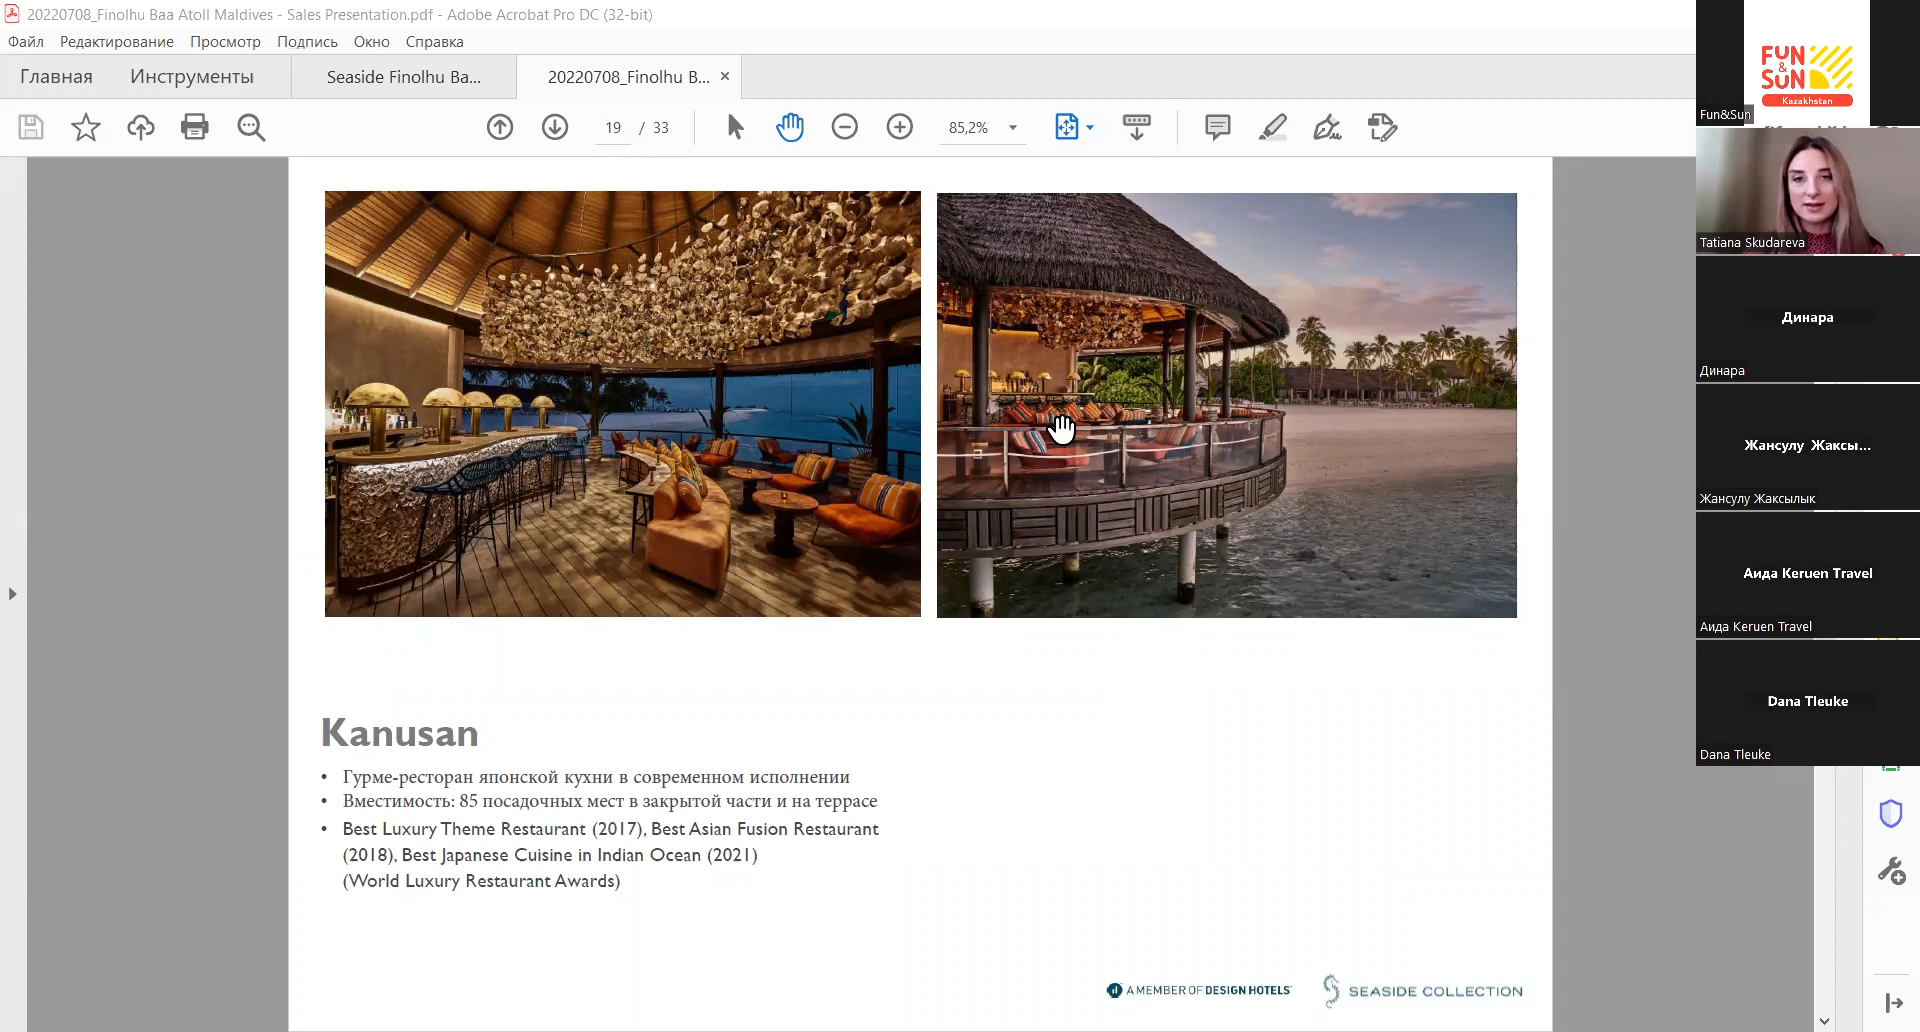 20220708_Finolhu Baa Atoll Maldives - Sales Presentation.pdf - Adobe Acrobat Pro DC (32-bit)
Файл Редактирование Просмотр Подпись Окно Справка
Главная Инструменты Seaside Finolhu Ba... 20220708_Finolhu B... ×
19 / 33 85,2%
Kanusan
• Гурме-ресторан японской кухни в современном исполнении
• Вместимость: 85 посадочных мест в закрытой части и на террасе
• Best Luxury Theme Restaurant (2017), Best Asian Fusion Restaurant
(2018), Best Japanese Cuisine in Indian Ocean (2021)
(World Luxury Restaurant Awards)
A MEMBER OF DESIGN HOTELS
SEASIDE COLLECTION
FUN
&
SUN
Kazakhstan
Fun&Sun
Tatiana Skudareva
Динара
Динара
Жансулу Жаксы...
Жансулу Жаксылык
Аида Keruen Travel
Аида Keruen Travel
Dana Tleuke
Dana Tleuke